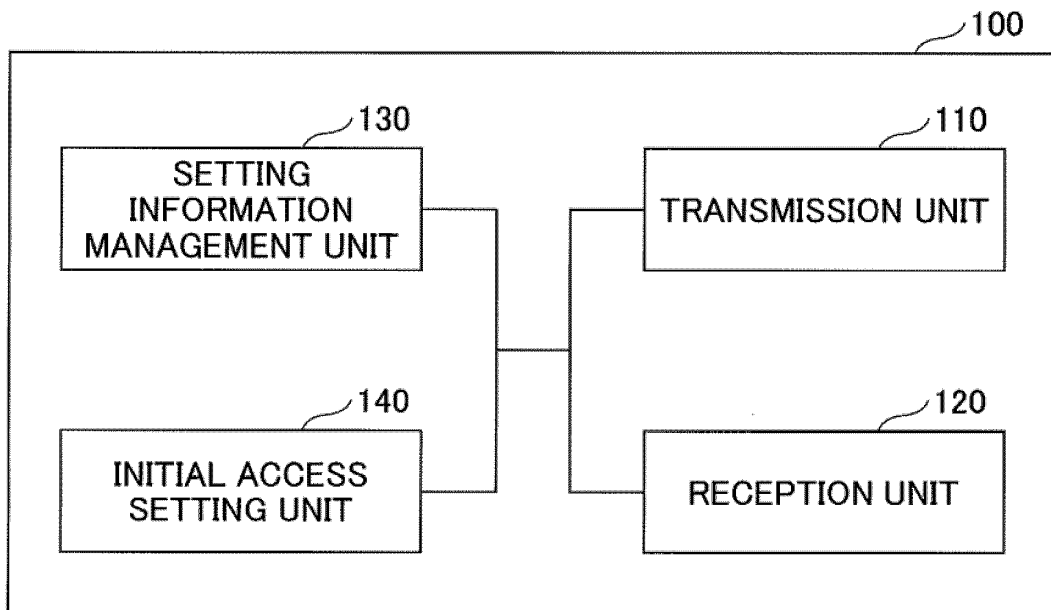 100
130
SETTING
INFORMATION
MANAGEMENT UNIT
110
TRANSMISSION UNIT
140
INITIAL ACCESS
SETTING UNIT
120
RECEPTION UNIT